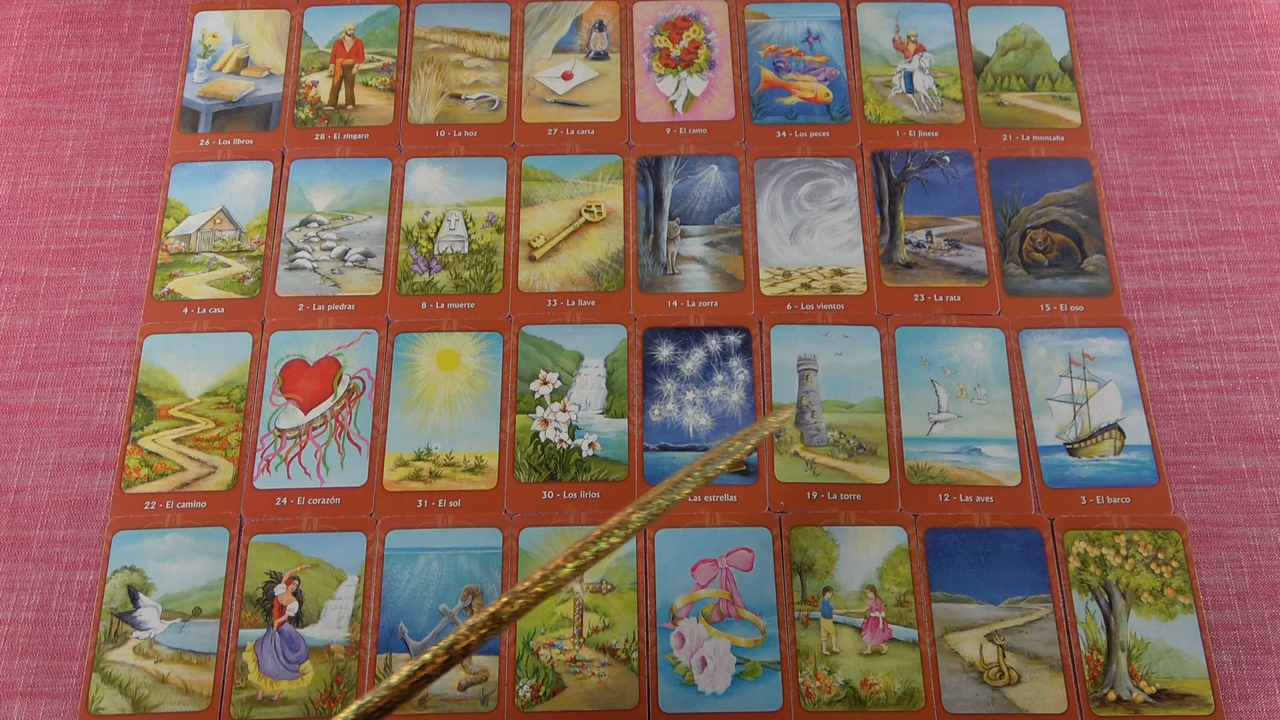 26 - Los libros
28 - El zíngaro
10 - La hoz
27 - La carta
9 - El ramo
34 - Los peces
1 - El jinete
21 - La montaña
4 - La casa
2 - Las piedras
8 - La muerte
33 - La llave
14 - La zorra
6 - Los vientos
23 - La rata
15 - El oso
22 - El camino
24 - El corazón
31 - El sol
30 - Los lirios
Las estrellas
19 - La torre
12 - Las aves
3 - El barco